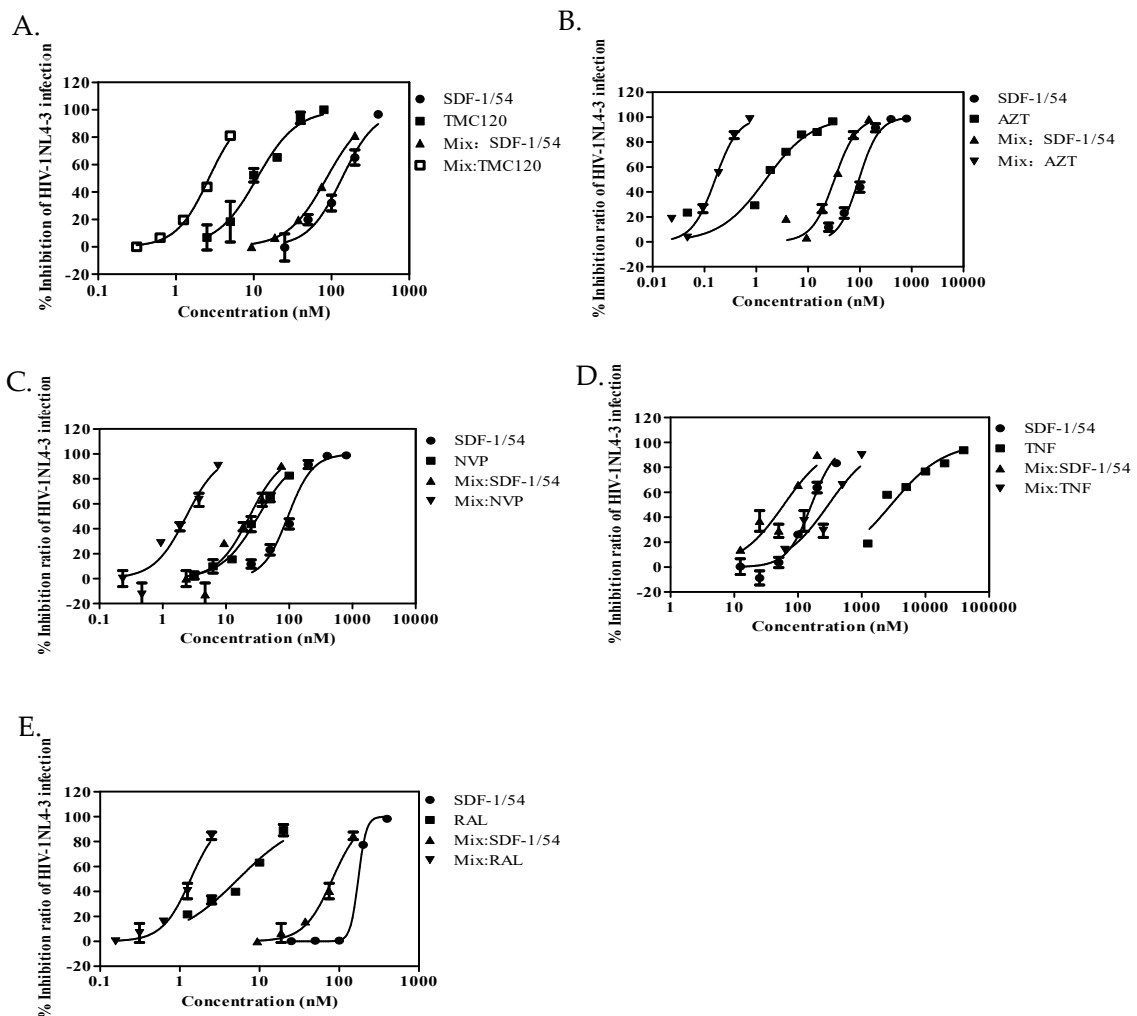 A.
% Inhibition ratio of HIV-1NL4-3 infection
120
100
80
60
40
20
0
-20
0.1
1
10
100
1000
Concentration (nM)
SDF-1/54
TMC120
Mix: SDF-1/54
Mix:TMC120
B.
% Inhibition ratio of HIV-1NL4-3 infection
120
100
80
60
40
20
0
-20
0.01
0.1
1
10
100
1000
10000
Concentration (nM)
SDF-1/54
AZT
Mix: SDF-1/54
Mix: AZT
C.
% Inhibition ratio of HIV-1NL4-3 infection
120
100
80
60
40
20
0
-20
0.1
1
10
100
1000
10000
Concentration (nM)
SDF-1/54
NVP
Mix:SDF-1/54
Mix:NVP
D.
% Inhibition ratio of HIV-1NL4-3 infection
120
100
80
60
40
20
0
-20
1
10
100
1000
10000
100000
Concentration (nM)
SDF-1/54
TNF
Mix:SDF-1/54
Mix:TNF
E.
% Inhibition ratio of HIV-1NL4-3 infection
120
100
80
60
40
20
0
-20
0.1
1
10
100
1000
Concentration (nM)
SDF-1/54
RAL
Mix:SDF-1/54
Mix:RAL